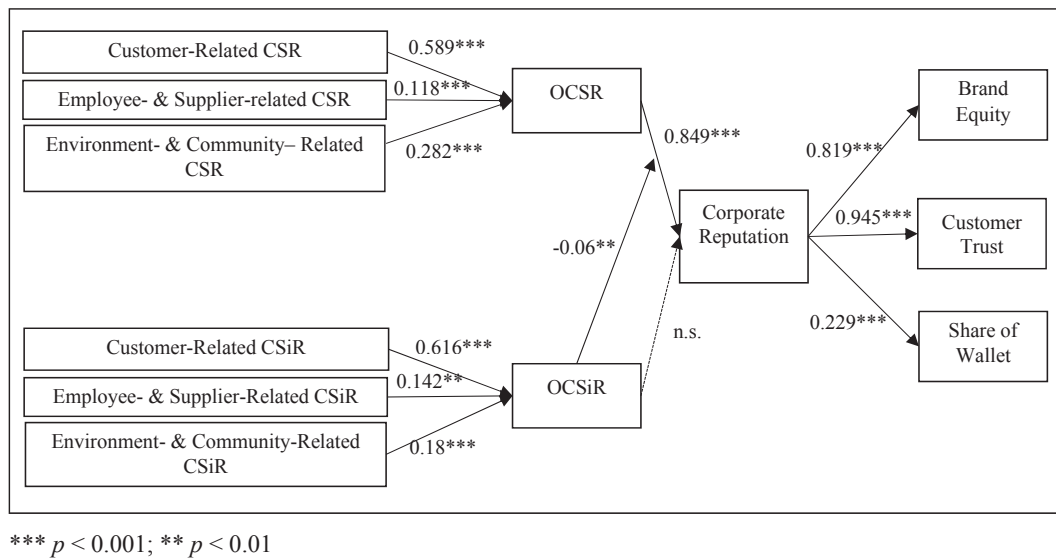 Customer-Related CSR
0.589***
Employee- & Supplier-related CSR
0.118***
Environment- & Community– Related
CSR
0.282***
OCSR
0.849***
-0.06**
Corporate
Reputation
n.s.
Brand
Equity
0.819***
0.945***
Customer
Trust
0.229***
Share of
Wallet
Customer-Related CSiR
0.616***
Employee- & Supplier-Related CSiR
0.142**
Environment- & Community-Related
CSiR
0.18***
OCSiR
*** p < 0.001; ** p < 0.01